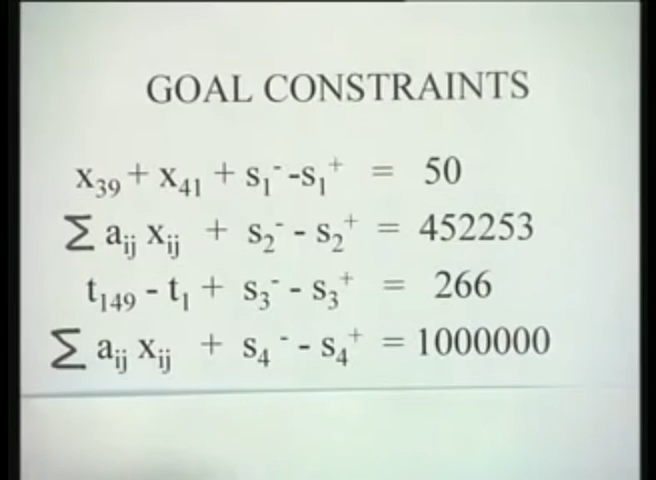 GOAL CONSTRAINTS
x₃₉ + x₄₁ + s₁⁻ -s₁⁺ = 50
∑ aᵢⱼ xᵢⱼ + s₂⁻ - s₂⁺ = 452253
t₁₄₉ - t₁ + s₃⁻ - s₃⁺ = 266
∑ aᵢⱼ xᵢⱼ + s₄⁻ - s₄⁺ = 1000000